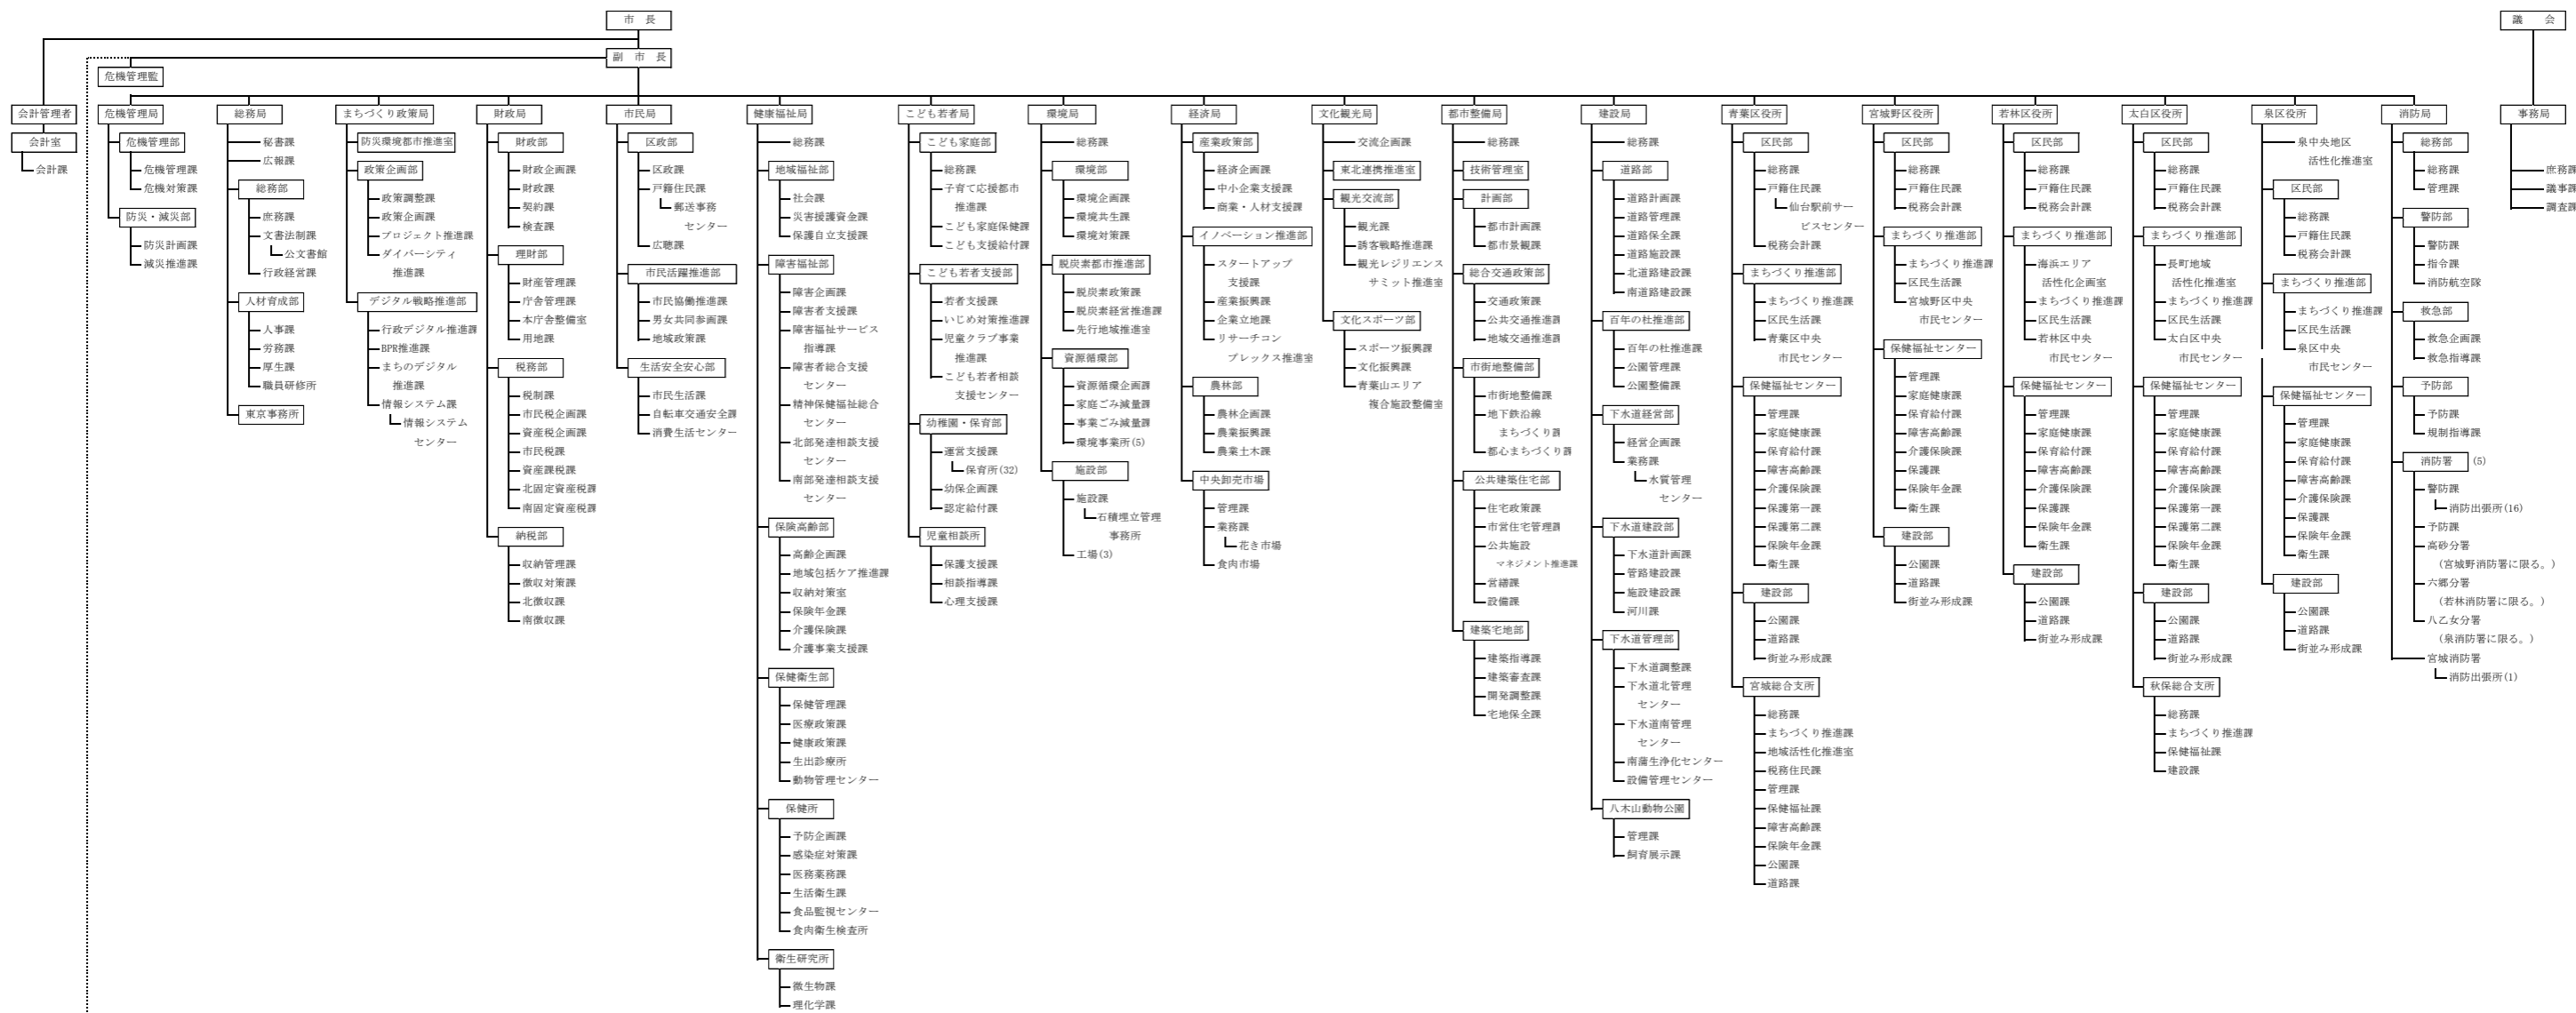 市　長
議　会
副　市　長
危機管理監
会計管理者
会計室
会計課
危機管理局
危機管理部
危機管理課
危機対策課
防災・減災部
防災計画課
減災推進課
総務局
秘書課
広報課
総務部
庶務課
文書法制課
公文書館
行政経営課
人材育成部
人事課
労務課
厚生課
職員研修所
東京事務所
まちづくり政策局
防災環境都市推進室
政策企画部
政策調整課
政策企画課
プロジェクト推進課
ダイバーシティ
推進課
デジタル戦略推進部
行政デジタル推進課
BPR推進課
まちのデジタル
推進課
情報システム課
情報システム
センター
財政局
財政部
財政企画課
財政課
契約課
検査課
理財部
財産管理課
庁舎管理課
本庁舎整備室
用地課
税務部
税制課
市民税企画課
資産税企画課
市民税課
資産課税課
北固定資産税課
南固定資産税課
納税部
収納管理課
徴収対策課
北徴収課
南徴収課
市民局
区政部
区政課
戸籍住民課
郵送事務
センター
広聴課
市民活躍推進部
市民協働推進課
男女共同参画課
地域政策課
生活安全安心部
市民生活課
自転車交通安全課
消費生活センター
健康福祉局
総務課
地域福祉部
社会課
災害援護資金課
保護自立支援課
障害福祉部
障害企画課
障害者支援課
障害福祉サービス
指導課
障害者総合支援
センター
精神保健福祉総合
センター
北部発達相談支援
センター
南部発達相談支援
センター
保険高齢部
高齢企画課
地域包括ケア推進課
収納対策室
保険年金課
介護保険課
介護事業支援課
保健衛生部
保健管理課
医療政策課
健康政策課
生出診療所
動物管理センター
保健所
予防企画課
感染症対策課
医務薬務課
生活衛生課
食品監視センター
食肉衛生検査所
衛生研究所
微生物課
理化学課
こども若者局
こども家庭部
総務課
子育て応援都市
推進課
こども家庭保健課
こども支援給付課
こども若者支援部
若者支援課
いじめ対策推進課
児童クラブ事業
推進課
こども若者相談
支援センター
幼稚園・保育部
運営支援課
保育所(32)
幼保企画課
認定給付課
児童相談所
保護支援課
相談指導課
心理支援課
環境局
総務課
環境部
環境企画課
環境共生課
環境対策課
脱炭素都市推進部
脱炭素政策課
脱炭素経営推進課
先行地域推進室
資源循環部
資源循環企画課
家庭ごみ減量課
事業ごみ減量課
環境事業所(5)
施設部
施設課
石積埋立管理
事務所
工場(3)
経済局
産業政策部
経済企画課
中小企業支援課
商業・人材支援課
イノベーション推進部
スタートアップ
支援課
産業振興課
企業立地課
リサーチコン
プレックス推進室
農林部
農林企画課
農業振興課
農業土木課
中央卸売市場
管理課
業務課
花き市場
食肉市場
文化観光局
交流企画課
東北連携推進室
観光交流部
観光課
誘客戦略推進課
観光レジリエンス
サミット推進室
文化スポーツ部
スポーツ振興課
文化振興課
青葉山エリア
複合施設整備室
都市整備局
総務課
技術管理室
計画部
都市計画課
都市景観課
総合交通政策部
交通政策課
公共交通推進課
地域交通推進課
市街地整備部
市街地整備課
地下鉄沿線
まちづくり課
都心まちづくり課
公共建築住宅部
住宅政策課
市営住宅管理課
公共施設
マネジメント推進課
営繕課
設備課
建築宅地部
建築指導課
建築審査課
開発調整課
宅地保全課
建設局
総務課
道路部
道路計画課
道路管理課
道路保全課
道路施設課
北道路建設課
南道路建設課
百年の杜推進部
百年の杜推進課
公園管理課
公園整備課
下水道経営部
経営企画課
業務課
水質管理
センター
下水道建設部
下水道計画課
管路建設課
施設建設課
河川課
下水道管理部
下水道調整課
下水道北管理
センター
下水道南管理
センター
南蒲生浄化センター
設備管理センター
八木山動物公園
管理課
飼育展示課
青葉区役所
区民部
総務課
戸籍住民課
仙台駅前サー
ビスセンター
税務会計課
まちづくり推進部
まちづくり推進課
区民生活課
青葉区中央
市民センター
保健福祉センター
管理課
家庭健康課
保育給付課
障害高齢課
介護保険課
保護第一課
保護第二課
保険年金課
衛生課
建設部
公園課
道路課
街並み形成課
宮城総合支所
総務課
まちづくり推進課
地域活性化推進室
税務住民課
管理課
保健福祉課
障害高齢課
保険年金課
公園課
道路課
宮城野区役所
区民部
総務課
戸籍住民課
税務会計課
まちづくり推進部
まちづくり推進課
区民生活課
宮城野区中央
市民センター
保健福祉センター
管理課
家庭健康課
保育給付課
障害高齢課
介護保険課
保護課
保険年金課
衛生課
建設部
公園課
道路課
街並み形成課
若林区役所
区民部
総務課
戸籍住民課
税務会計課
まちづくり推進部
海浜エリア
活性化企画室
まちづくり推進課
区民生活課
若林区中央
市民センター
保健福祉センター
管理課
家庭健康課
保育給付課
障害高齢課
介護保険課
保護課
保険年金課
衛生課
建設部
公園課
道路課
街並み形成課
太白区役所
区民部
総務課
戸籍住民課
税務会計課
まちづくり推進部
長町地域
活性化推進室
まちづくり推進課
区民生活課
太白区中央
市民センター
保健福祉センター
管理課
家庭健康課
保育給付課
障害高齢課
介護保険課
保護第一課
保護第二課
保険年金課
衛生課
建設部
公園課
道路課
街並み形成課
秋保総合支所
総務課
まちづくり推進課
保健福祉課
建設課
泉区役所
泉中央地区
活性化推進室
区民部
総務課
戸籍住民課
税務会計課
まちづくり推進部
まちづくり推進課
区民生活課
泉区中央
市民センター
保健福祉センター
管理課
家庭健康課
保育給付課
障害高齢課
介護保険課
保護課
保険年金課
衛生課
建設部
公園課
道路課
街並み形成課
消防局
総務部
総務課
管理課
警防部
警防課
指令課
消防航空隊
救急部
救急企画課
救急指導課
予防部
予防課
規制指導課
消防署 (5)
警防課
消防出張所(16)
予防課
高砂分署
(宮城野消防署に限る。)
六郷分署
(若林消防署に限る。)
八乙女分署
(泉消防署に限る。)
宮城消防署
消防出張所(1)
事務局
庶務課
議事課
調査課